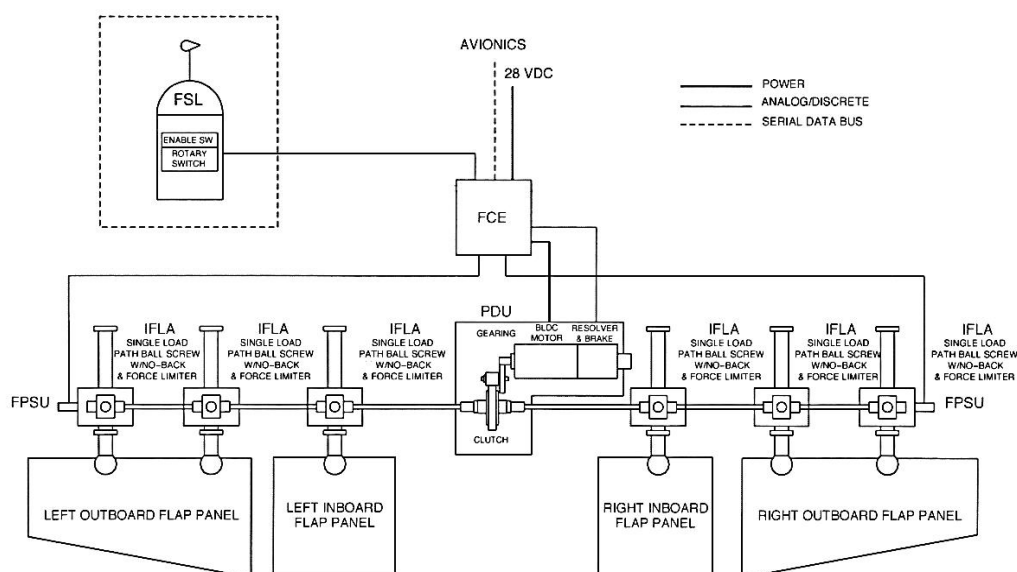 AVIONICS
28 VDC
FSL
ENABLE SW
ROTARY
SWITCH
POWER
ANALOG/DISCRETE
SERIAL DATA BUS
FCE
PDU
GEARING
BLDC
MOTOR
RESOLVER
& BRAKE
CLUTCH
IFLA
SINGLE LOAD
PATH BALL SCREW
W/NO-BACK
& FORCE LIMITER
IFLA
SINGLE LOAD
PATH BALL SCREW
W/NO-BACK
& FORCE LIMITER
IFLA
SINGLE LOAD
PATH BALL SCREW
W/NO-BACK
& FORCE LIMITER
IFLA
SINGLE LOAD
PATH BALL SCREW
W/NO-BACK
& FORCE LIMITER
IFLA
SINGLE LOAD
PATH BALL SCREW
W/NO-BACK
& FORCE LIMITER
IFLA
SINGLE LOAD
PATH BALL SCREW
W/NO-BACK
& FORCE LIMITER
FPSU
FPSU
LEFT OUTBOARD FLAP PANEL
LEFT INBOARD
FLAP PANEL
RIGHT INBOARD
FLAP PANEL
RIGHT OUTBOARD FLAP PANEL